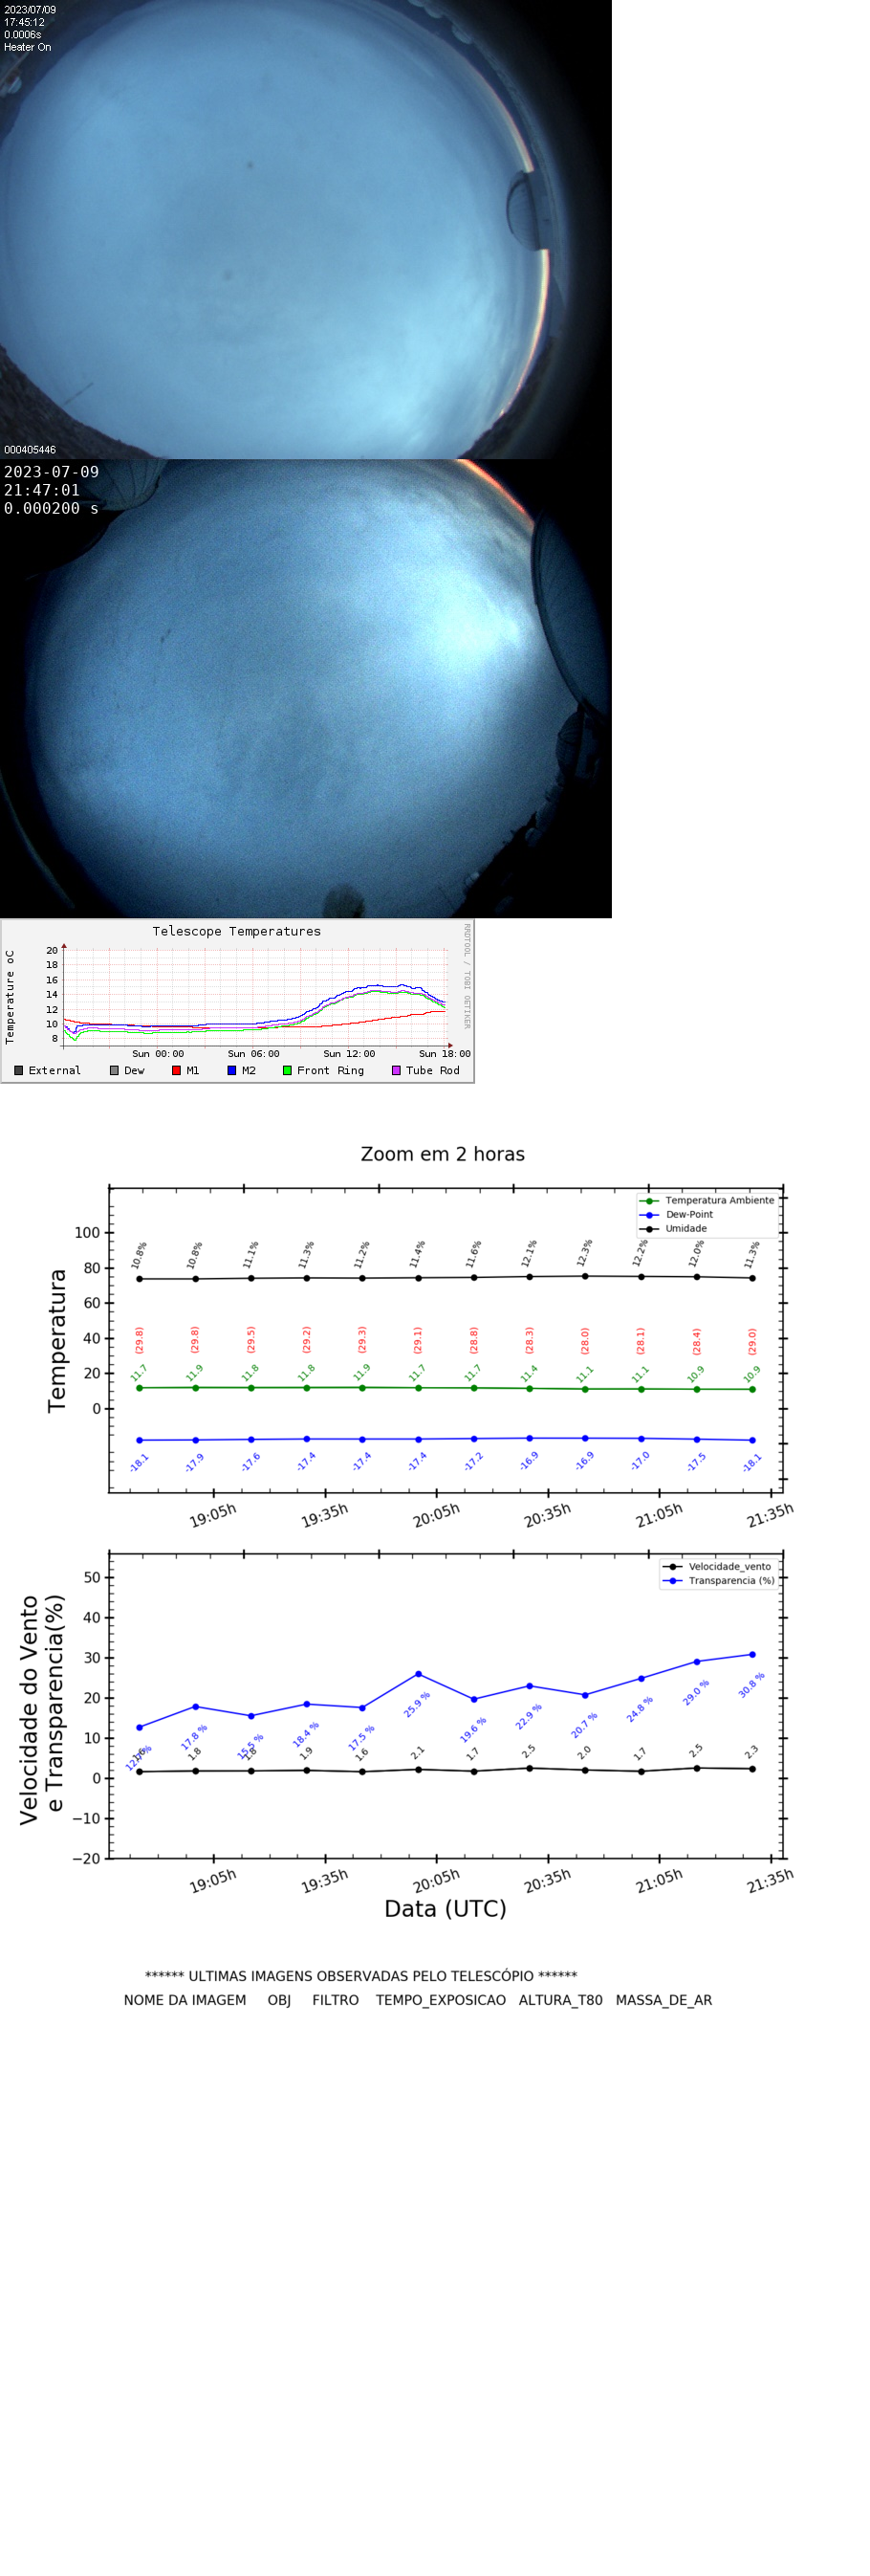 2023/07/09
17:45:12
0.0006s
Heater On
000405446
2023-07-09
21:47:01
0.000200 s
Telescope Temperatures
RRDTOOL / TOBI OETIKER
Temperature oC
20
18
16
14
12
10
8
Sun 00:00 Sun 06:00 Sun 12:00 Sun 18:00
External Dew M1 M2 Front Ring Tube Rod
Zoom em 2 horas
Temperatura
Temperatura Ambiente
Dew-Point
Umidade
100
80
60
40
20
0
10.8% 10.8% 11.1% 11.3% 11.2% 11.4% 11.6% 12.1% 12.3% 12.2% 12.0% 11.3%
(29.8) (29.8) (29.5) (29.2) (29.3) (29.1) (28.8) (28.3) (28.0) (28.1) (28.4) (29.0)
11.7 11.9 11.8 11.8 11.9 11.7 11.7 11.4 11.1 11.1 10.9 10.9
-18.1 -17.9 -17.6 -17.4 -17.4 -17.4 -17.2 -16.9 -16.9 -17.0 -17.5 -18.1
19:05h 19:35h 20:05h 20:35h 21:05h 21:35h
Velocidade do Vento
e Transparencia(%)
Velocidade_vento
Transparencia (%)
50
40
30
20
10
0
−10
−20
17.8 % 15.5 % 18.4 % 17.5 % 25.9 % 19.6 % 22.9 % 20.7 % 24.8 % 29.0 % 30.8 %
1.8 1.9 1.6 2.1 1.7 2.5 2.0 1.7 2.5 2.3
19:05h 19:35h 20:05h 20:35h 21:05h 21:35h
Data (UTC)
****** ULTIMAS IMAGENS OBSERVADAS PELO TELESCÓPIO ******
NOME DA IMAGEM OBJ FILTRO TEMPO_EXPOSICAO ALTURA_T80 MASSA_DE_AR